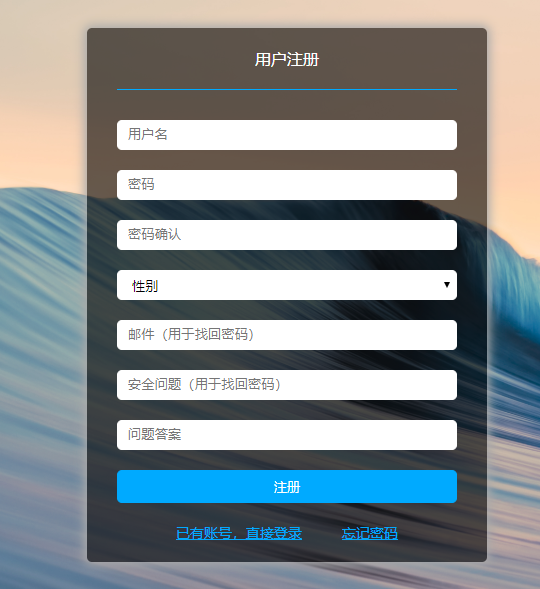 用户注册
用户名
密码
密码确认
性别
邮件（用于找回密码）
安全问题（用于找回密码）
问题答案
注册
已有账号，直接登录 忘记密码